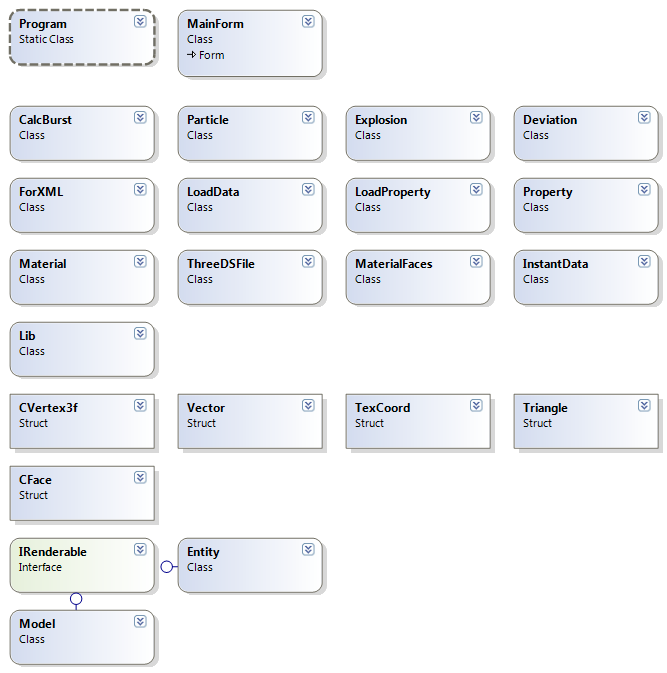 Program
Static Class
MainForm
Class
Form
CalcBurst
Class
Particle
Class
Explosion
Class
Deviation
Class
ForXML
Class
LoadData
Class
LoadProperty
Class
Property
Class
Material
Class
ThreeDSFile
Class
MaterialFaces
Class
InstantData
Class
Lib
Class
CVertex3f
Struct
Vector
Struct
TexCoord
Struct
Triangle
Struct
CFace
Struct
IRenderable
Interface
Entity
Class
Model
Class